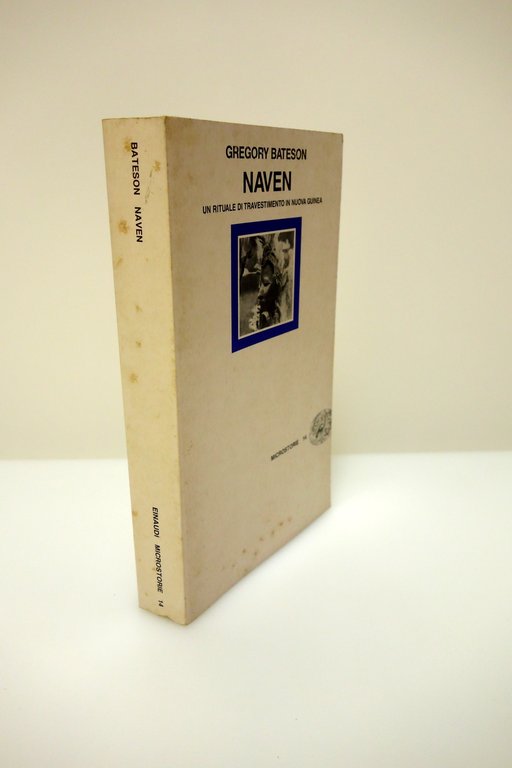 BATESON NAVEN
EINAUDI MICROSTORIE 14
GREGORY BATESON
NAVEN
UN RITUALE DI TRAVESTIMENTO IN NUOVA GUINEA
MICROSTORIE 14